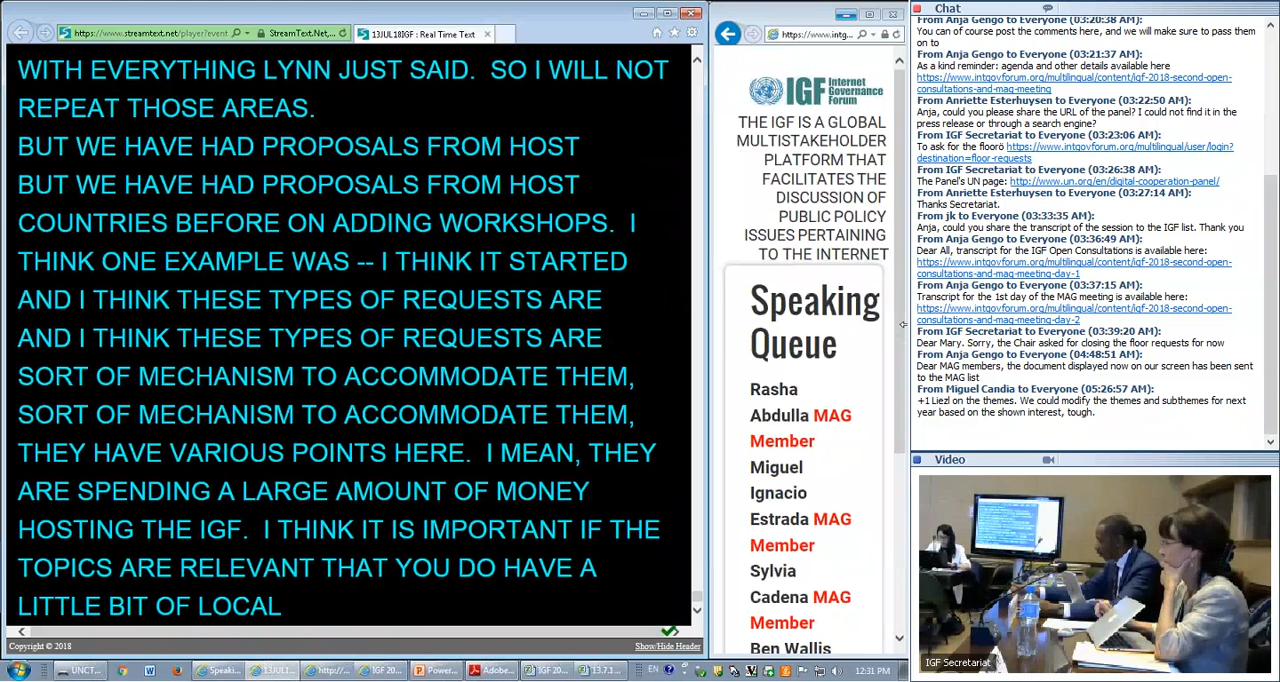 https://www.streamtext.net/player?event
StreamText.Net,...
13JUL18IGF : Real Time Text
WITH EVERYTHING LYNN JUST SAID.  SO I WILL NOT
REPEAT THOSE AREAS.
BUT WE HAVE HAD PROPOSALS FROM HOST
BUT WE HAVE HAD PROPOSALS FROM HOST
COUNTRIES BEFORE ON ADDING WORKSHOPS.  I
THINK ONE EXAMPLE WAS -- I THINK IT STARTED
AND I THINK THESE TYPES OF REQUESTS ARE
AND I THINK THESE TYPES OF REQUESTS ARE
SORT OF MECHANISM TO ACCOMMODATE THEM,
SORT OF MECHANISM TO ACCOMMODATE THEM,
THEY HAVE VARIOUS POINTS HERE.  I MEAN, THEY
ARE SPENDING A LARGE AMOUNT OF MONEY
HOSTING THE IGF.  I THINK IT IS IMPORTANT IF THE
TOPICS ARE RELEVANT THAT YOU DO HAVE A
LITTLE BIT OF LOCAL
Copyright © 2018
Show/Hide Header
https://www.intg...
IGF Internet
Governance
Forum
THE IGF IS A GLOBAL
MULTISTAKEHOLDER
PLATFORM THAT
FACILITATES THE
DISCUSSION OF
PUBLIC POLICY
ISSUES PERTAINING
TO THE INTERNET
Speaking
Queue
Rasha
Abdulla MAG
Member
Miguel
Ignacio
Estrada MAG
Member
Sylvia
Cadena MAG
Member
Ben Wallis
Chat
From Anja Gengo to Everyone (03:20:38 AM):
You can of course post the comments here, and we will make sure to pass them
on to
From Anja Gengo to Everyone (03:21:37 AM):
As a kind reminder: agenda and other details available here
https://www.intgovforum.org/multilingual/content/igf-2018-second-open-
consultations-and-mag-meeting
From Anriette Esterhuysen to Everyone (03:22:50 AM):
Anja, could you please share the URL of the panel? I could not find it in the
press release or through a search engine?
From IGF Secretariat to Everyone (03:23:06 AM):
To ask for the floorö https://www.intgovforum.org/multilingual/user/login?
destination=floor-requests
From IGF Secretariat to Everyone (03:26:38 AM):
The Panel's UN page: http://www.un.org/en/digital-cooperation-panel/
From Anriette Esterhuysen to Everyone (03:27:14 AM):
Thanks Secretariat.
From jk to Everyone (03:33:35 AM):
Anja, could you share the transcript of the session to the IGF list. Thank you
From Anja Gengo to Everyone (03:36:49 AM):
Dear All, transcript for the IGF Open Consultations is available here:
https://www.intgovforum.org/multilingual/content/igf-2018-second-open-
consultations-and-mag-meeting-day-1
From Anja Gengo to Everyone (03:37:15 AM):
Transcript for the 1st day of the MAG meeting is available here:
https://www.intgovforum.org/multilingual/content/igf-2018-second-open-
consultations-and-mag-meeting-day-2
From IGF Secretariat to Everyone (03:39:20 AM):
Dear Mary. Sorry, the Chair asked for closing the floor requests for now
From Anja Gengo to Everyone (04:48:51 AM):
Dear MAG members, the document displayed now on our screen has been sent
to the MAG list
From Miguel Candia to Everyone (05:26:57 AM):
+1 Liezl on the themes. We could modify the themes and subthemes for next
year based on the shown interest, tough.
Video
IGF Secretariat
UNCT...
Speaki...
13JUL1...
http://...
IGF 20...
Power...
Adobe...
IGF 20...
13.7.1...
EN
12:31 PM